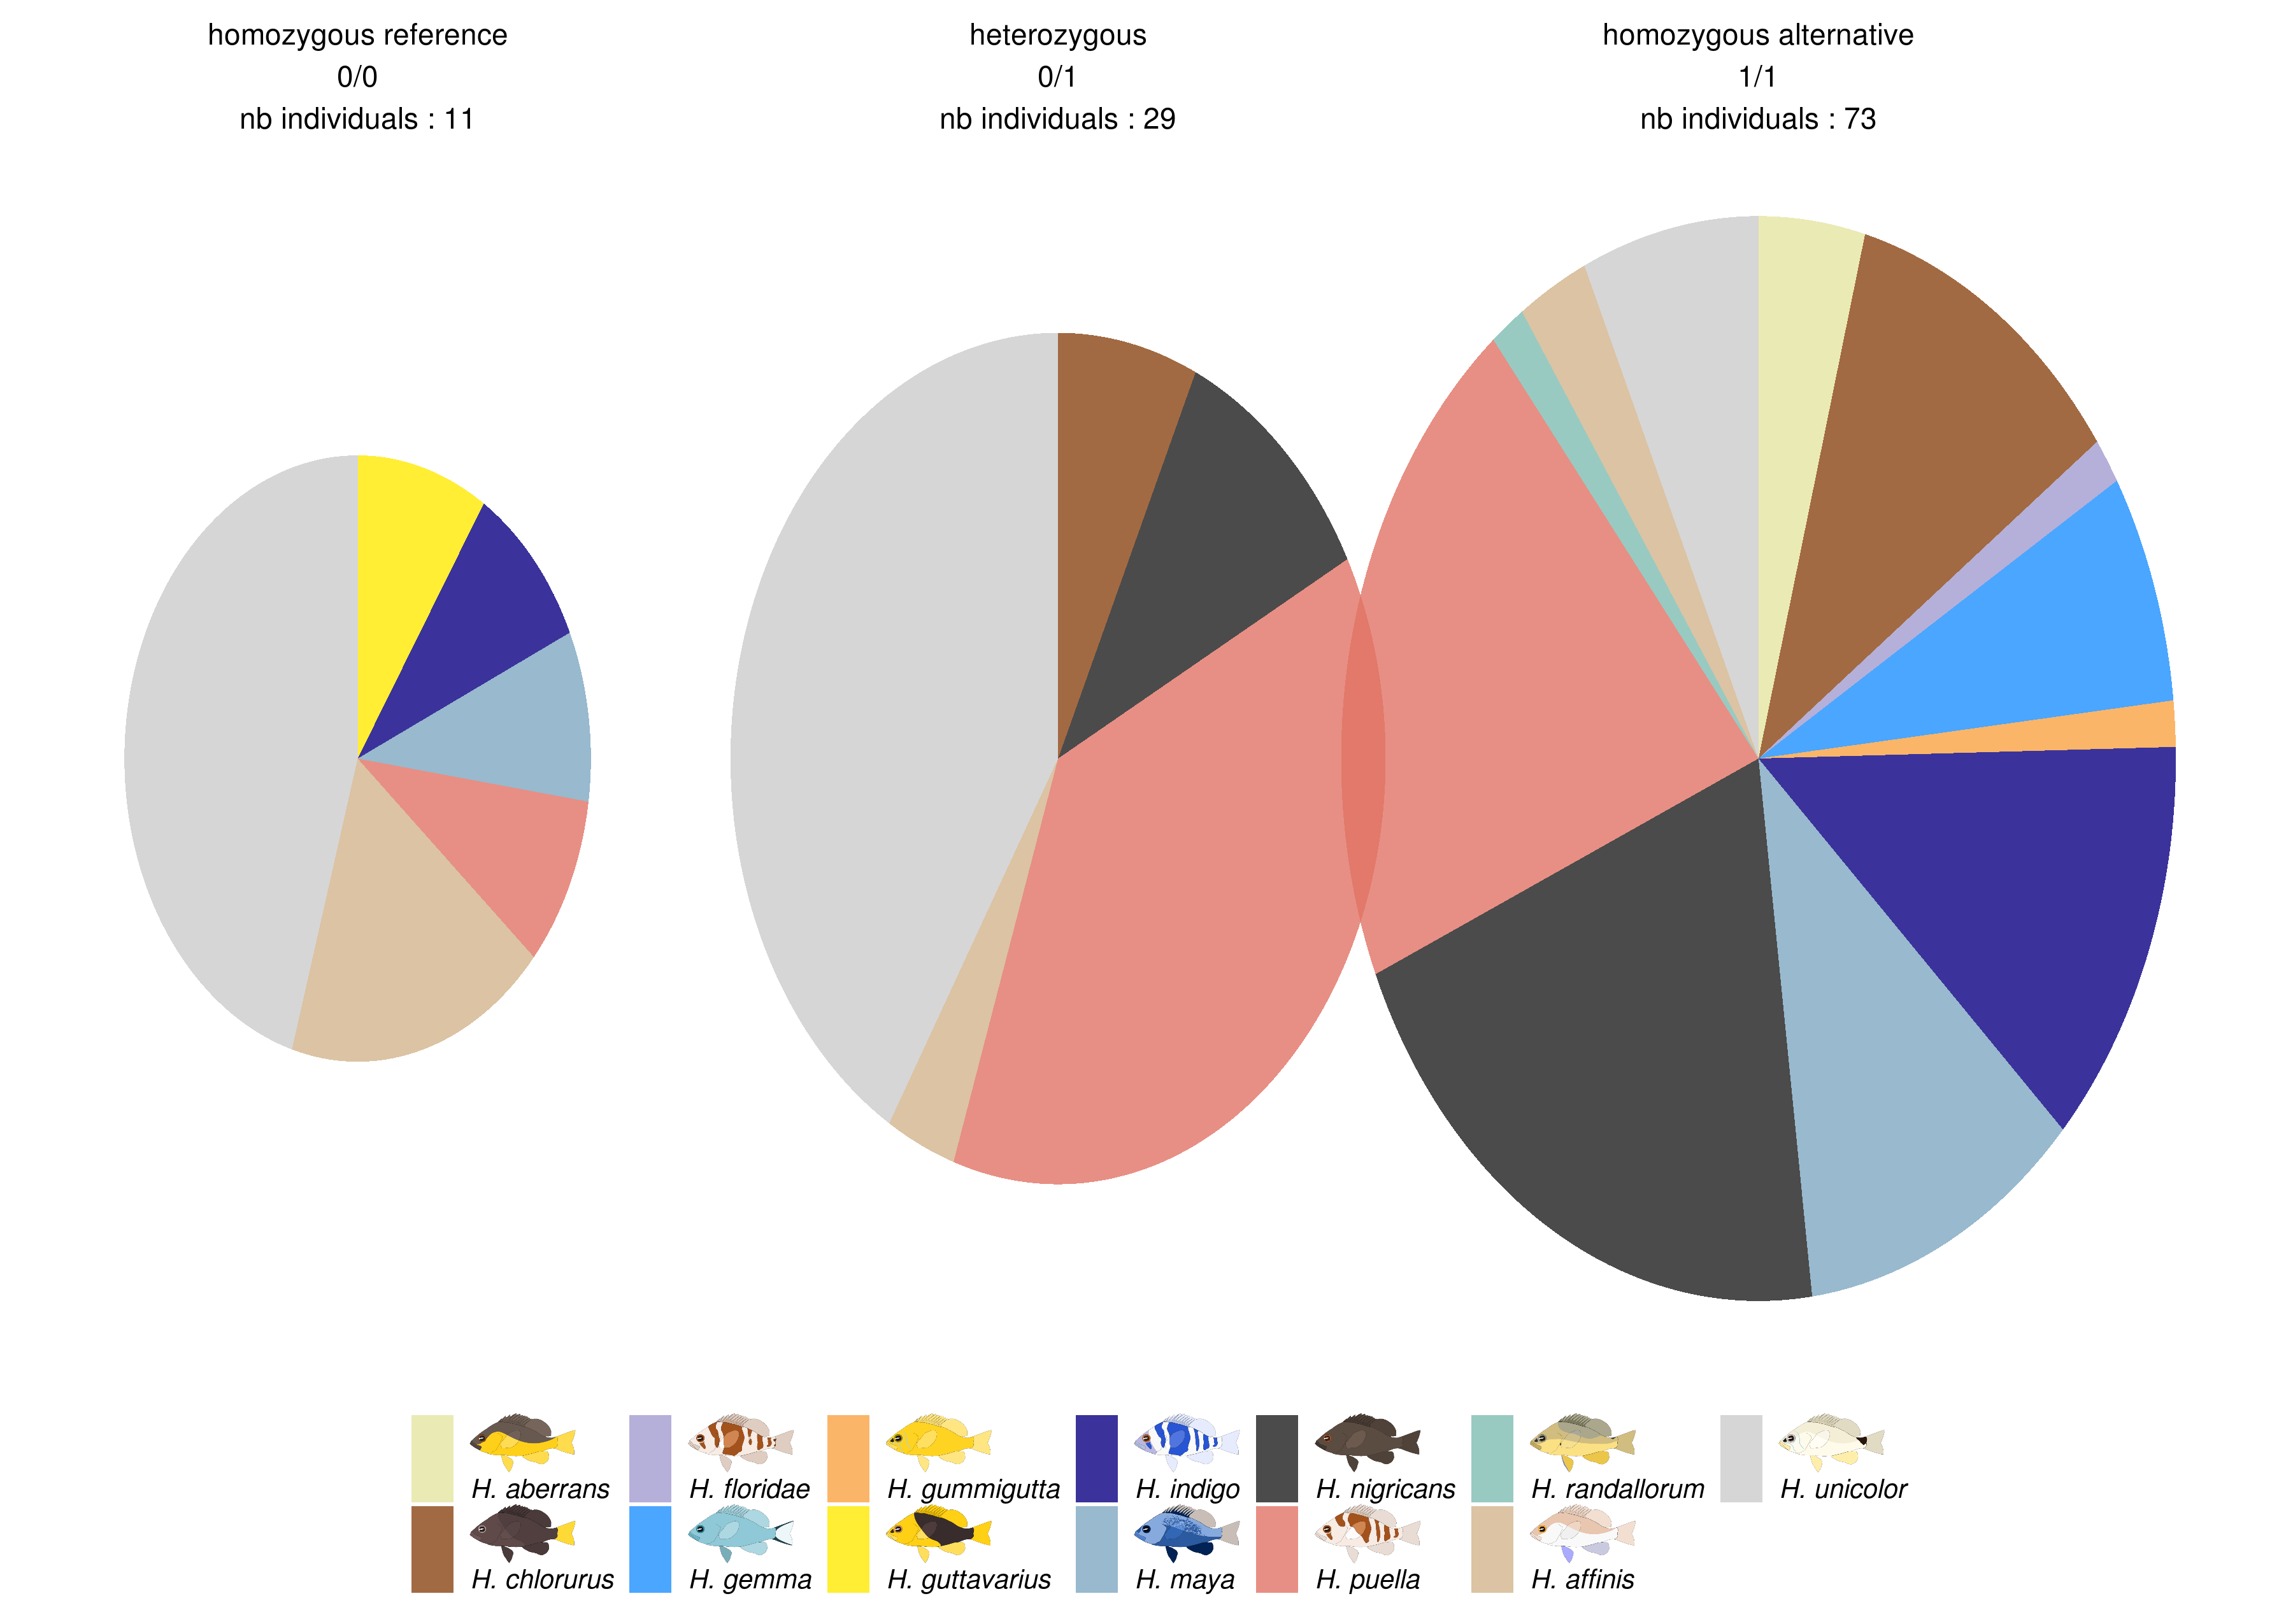 homozygous reference
0/0
nb individuals : 11
heterozygous
0/1
nb individuals : 29
homozygous alternative
1/1
nb individuals : 73
H. aberrans
H. floridae
H. gummigutta
H. indigo
H. nigricans
H. randallorum
H. unicolor
H. chlorurus
H. gemma
H. guttavarius
H. maya
H. puella
H. affinis